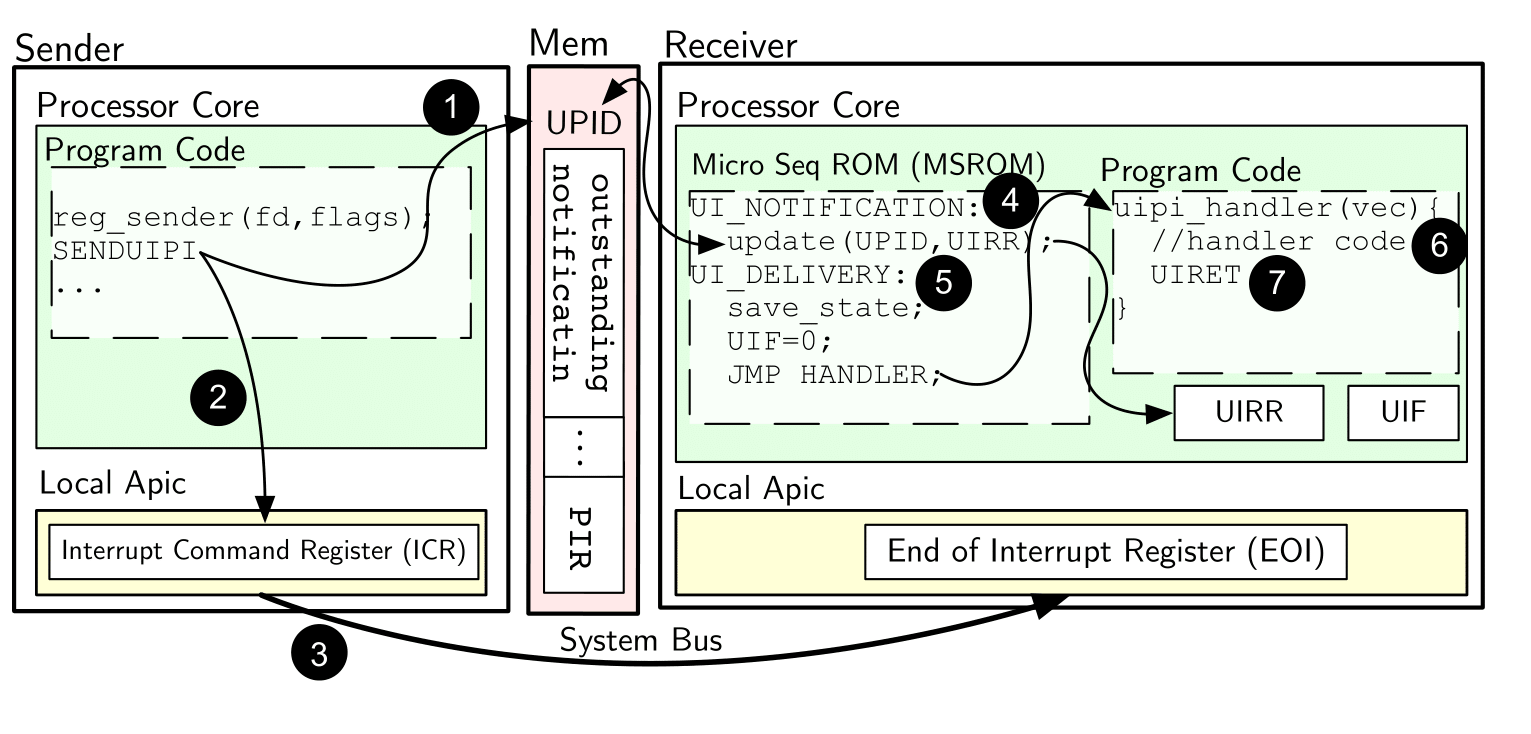 Sender
Processor Core
1
Program Code
reg_sender(fd,flags);
SENDUIPI
...
2
Local Apic
Interrupt Command Register (ICR)
3
System Bus
Mem
UPID
outstanding
notificatin
...
PIR
Receiver
Processor Core
Micro Seq ROM (MSROM)
UI_NOTIFICATION:
4
update(UPID,UIRR);
UI_DELIVERY:
5
save_state;
UIF=0;
JMP HANDLER;
Program Code
uipi_handler(vec){
//handler code
6
UIRET
7
}
UIRR
UIF
Local Apic
End of Interrupt Register (EOI)